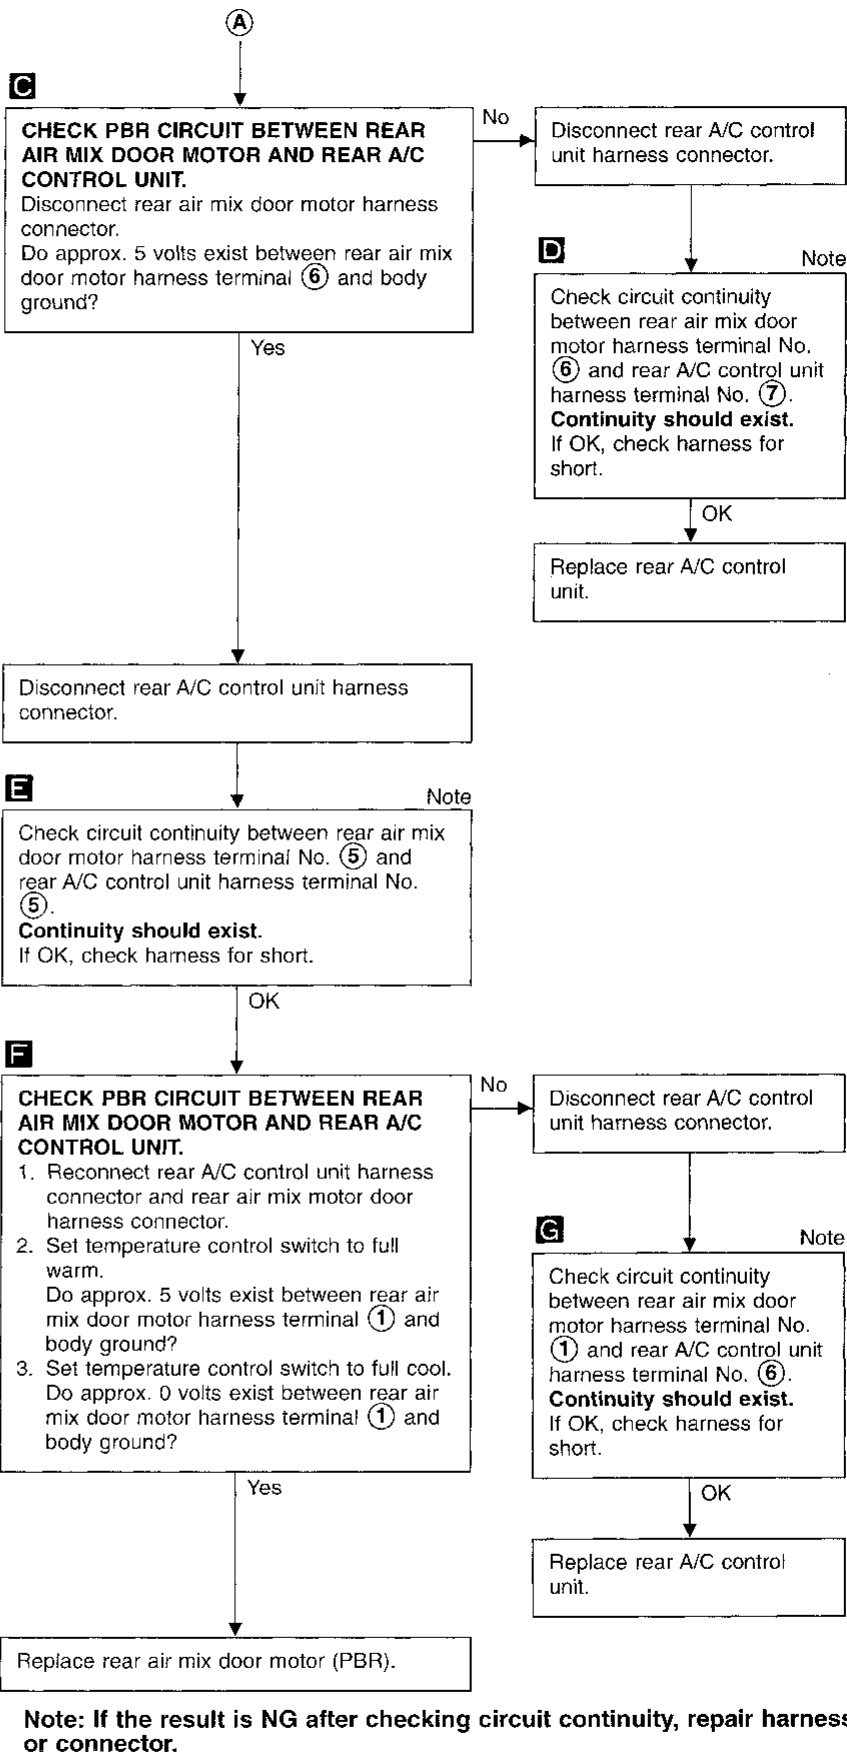 A
C
CHECK PBR CIRCUIT BETWEEN REAR
AIR MIX DOOR MOTOR AND REAR A/C
CONTROL UNIT.
Disconnect rear air mix door motor harness
connector.
Do approx. 5 volts exist between rear air mix
door motor harness terminal ⑥ and body
ground?
No
Disconnect rear A/C control
unit harness connector.
D
Note
Check circuit continuity
between rear air mix door
motor harness terminal No.
⑥ and rear A/C control unit
harness terminal No. ⑦.
Continuity should exist.
If OK, check harness for
short.
OK
Replace rear A/C control
unit.
Yes
Disconnect rear A/C control unit harness
connector.
E
Note
Check circuit continuity between rear air mix
door motor harness terminal No. ⑤ and
rear A/C control unit harness terminal No.
⑤.
Continuity should exist.
If OK, check harness for short.
OK
F
CHECK PBR CIRCUIT BETWEEN REAR
AIR MIX DOOR MOTOR AND REAR A/C
CONTROL UNIT.
1. Reconnect rear A/C control unit harness
connector and rear air mix motor door
harness connector.
2. Set temperature control switch to full
warm.
Do approx. 5 volts exist between rear air
mix door motor harness terminal ① and
body ground?
3. Set temperature control switch to full cool.
Do approx. 0 volts exist between rear air
mix door motor harness terminal ① and
body ground?
No
Disconnect rear A/C control
unit harness connector.
G
Note
Check circuit continuity
between rear air mix door
motor harness terminal No.
① and rear A/C control unit
harness terminal No. ⑥.
Continuity should exist.
If OK, check harness for
short.
OK
Replace rear A/C control
unit.
Yes
Replace rear air mix door motor (PBR).
Note: If the result is NG after checking circuit continuity, repair harness
or connector.